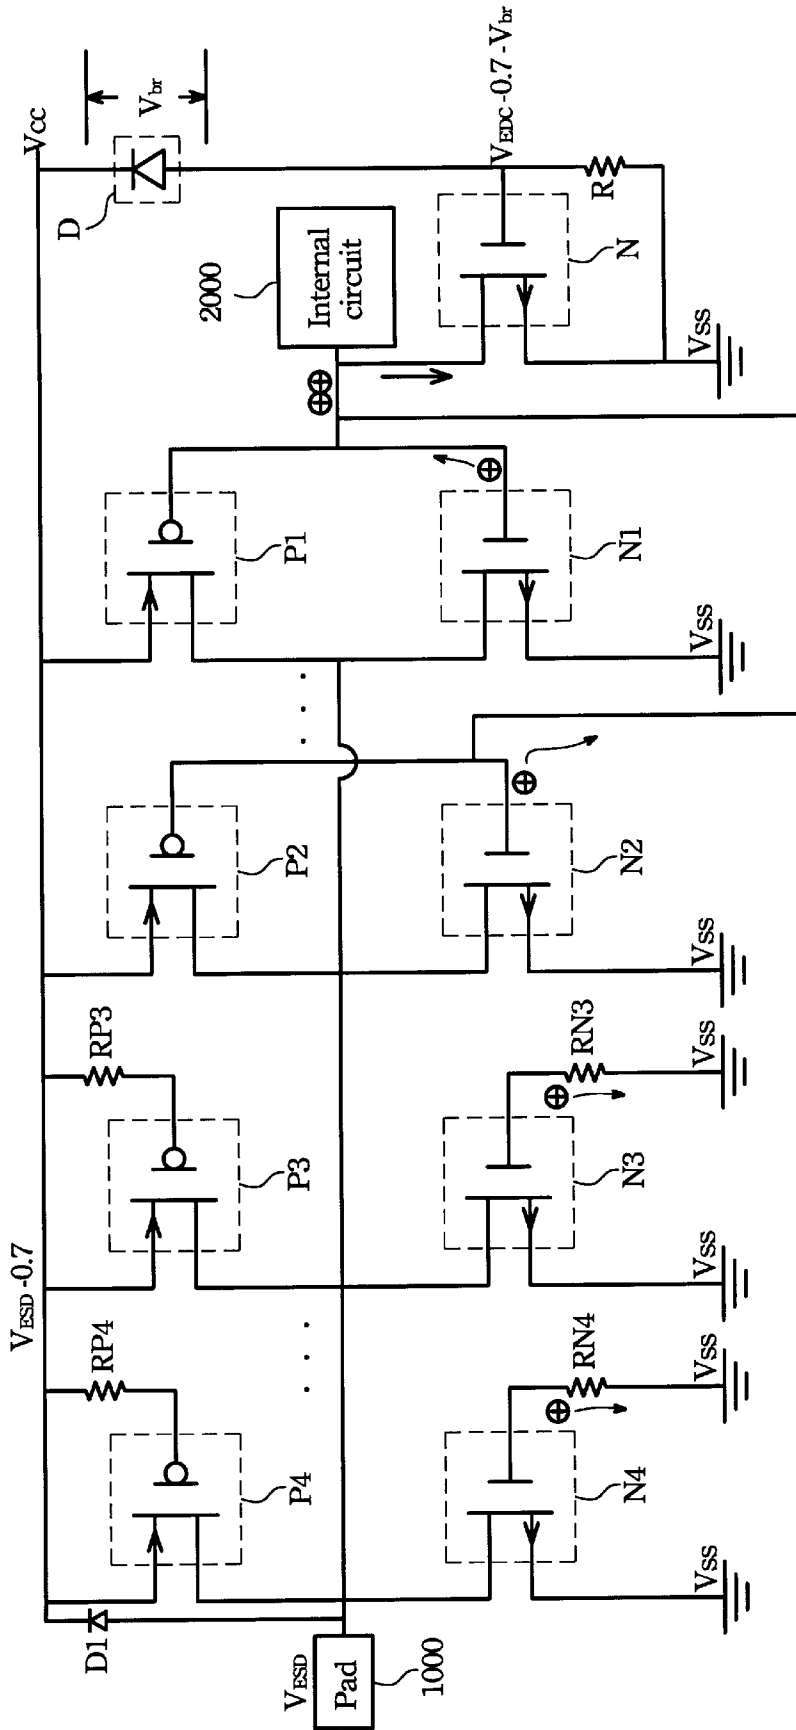 VESD -0.7
Vcc
D1
RP4
RP3
P4
P3
P2
P1
D
Vbr
VESD
Pad
1000
2000
Internal
circuit
VEDC -0.7 -Vbr
N4
RN4
N3
RN3
N2
N1
N
R
Vss
Vss
Vss
Vss
Vss
Vss
Vss